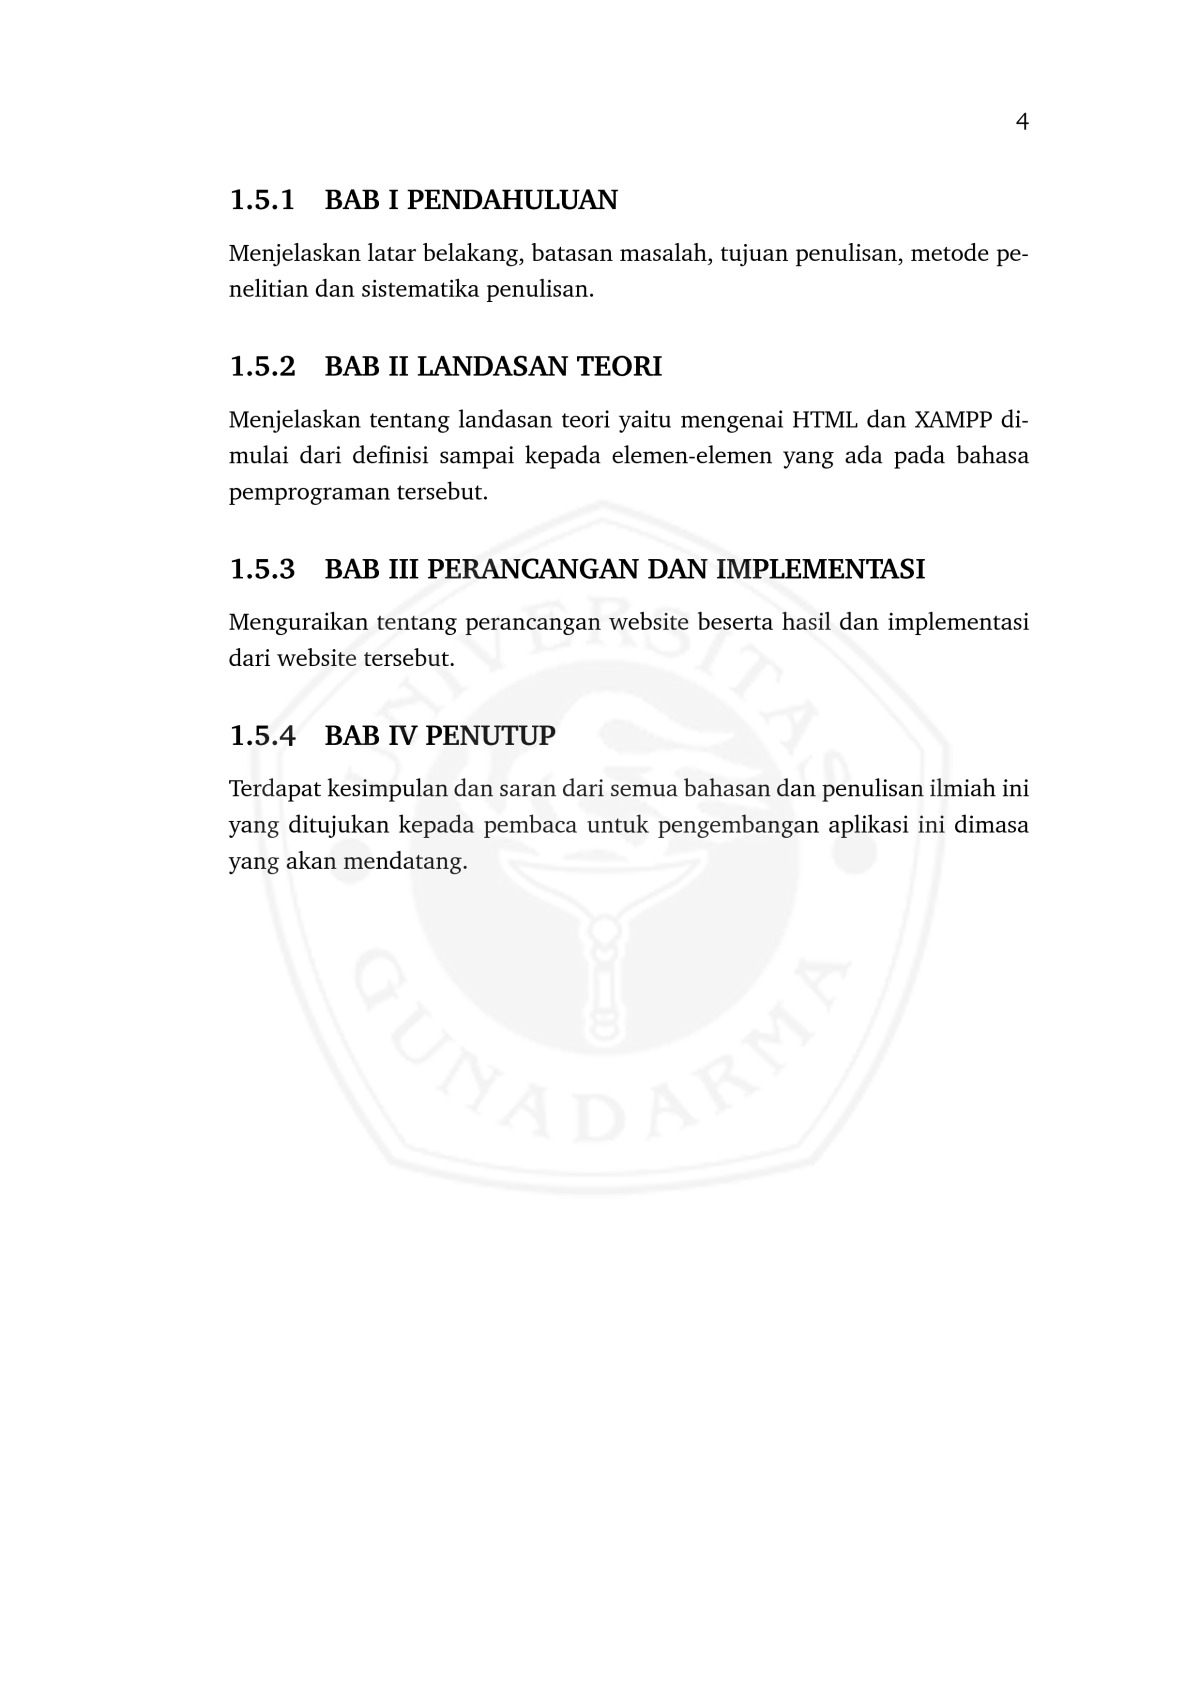 4
1.5.1 BAB I PENDAHULUAN
Menjelaskan latar belakang, batasan masalah, tujuan penulisan, metode pe-
nelitian dan sistematika penulisan.
1.5.2 BAB II LANDASAN TEORI
Menjelaskan tentang landasan teori yaitu mengenai HTML dan XAMPP di-
mulai dari definisi sampai kepada elemen-elemen yang ada pada bahasa
pemprograman tersebut.
1.5.3 BAB III PERANCANGAN DAN IMPLEMENTASI
Menguraikan tentang perancangan website beserta hasil dan implementasi
dari website tersebut.
1.5.4 BAB IV PENUTUP
Terdapat kesimpulan dan saran dari semua bahasan dan penulisan ilmiah ini
yang ditujukan kepada pembaca untuk pengembangan aplikasi ini dimasa
yang akan mendatang.
UNIVERSITAS
GUNADARMA